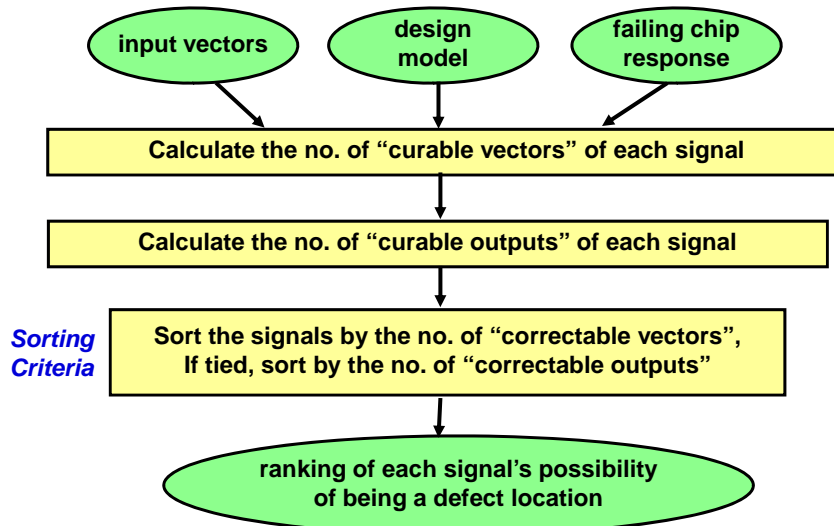 input vectors
design
model
failing chip
response
Calculate the no. of “curable vectors” of each signal
Calculate the no. of “curable outputs” of each signal
Sorting
Criteria
Sort the signals by the no. of “correctable vectors”,
If tied, sort by the no. of “correctable outputs”
ranking of each signal’s possibility
of being a defect location